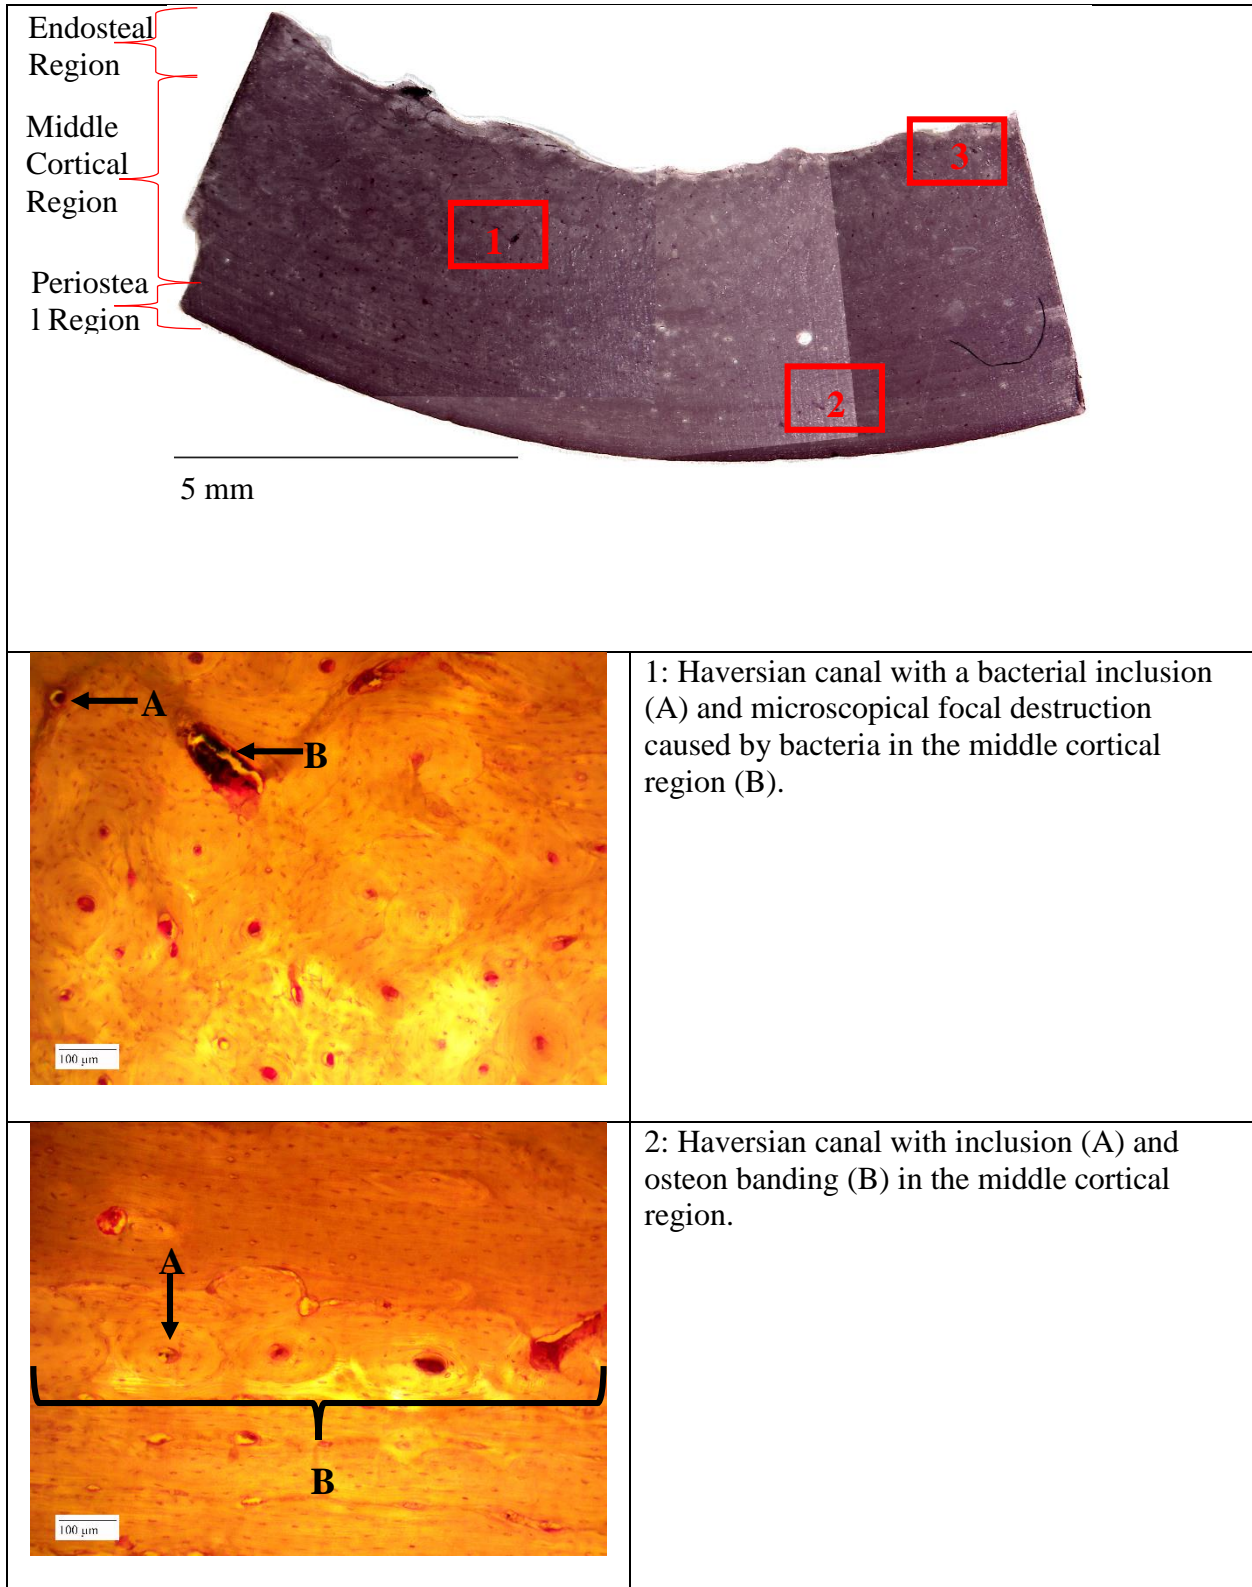 Endosteal
Region
Middle
Cortical
Region
Periostea
l Region
1
2
3
5 mm
A
B
100 µm
1: Haversian canal with a bacterial inclusion
(A) and microscopical focal destruction
caused by bacteria in the middle cortical
region (B).
A
B
100 µm
2: Haversian canal with inclusion (A) and
osteon banding (B) in the middle cortical
region.